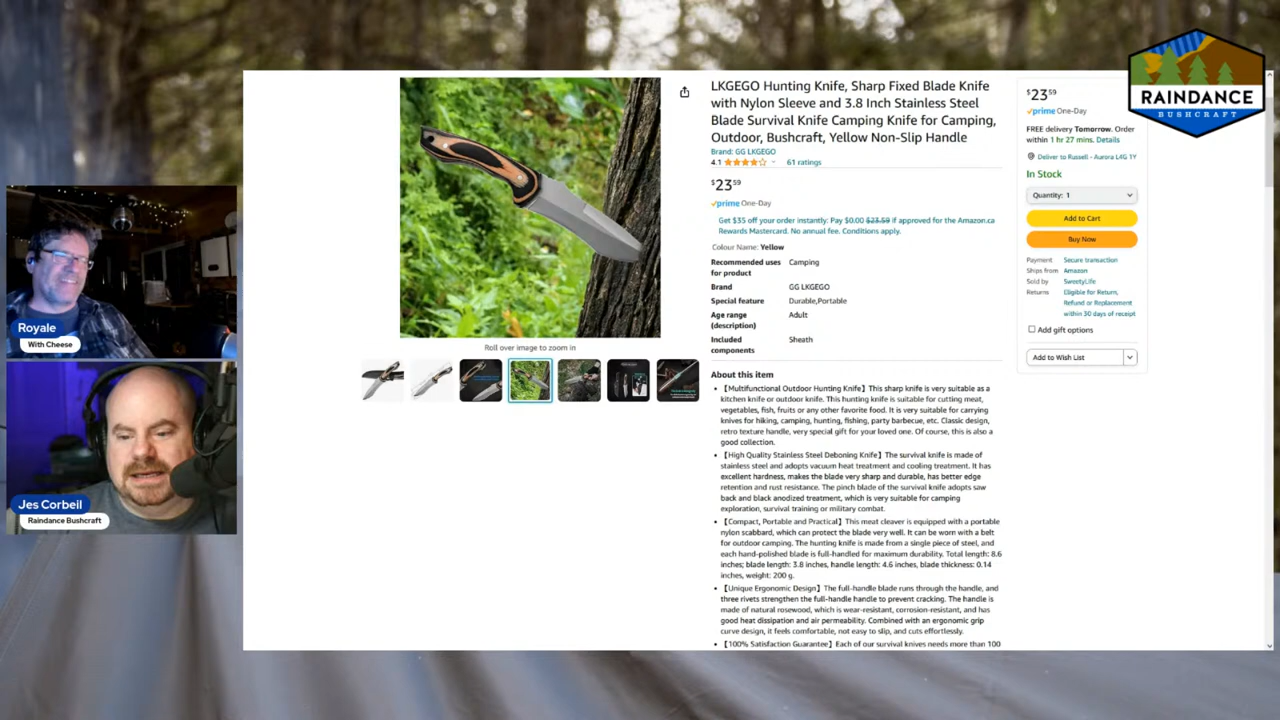 LKGEGO Hunting Knife, Sharp Fixed Blade Knife
with Nylon Sleeve and 3.8 Inch Stainless Steel
Blade Survival Knife Camping Knife for Camping,
Outdoor, Bushcraft, Yellow Non-Slip Handle
Brand: GG LKGEGO
4.1 61 ratings
$23 59
prime One-Day
Get $35 off your order instantly: Pay $0.00 $23.59 if approved for the Amazon.ca
Rewards Mastercard. No annual fee. Conditions apply.
Colour Name: Yellow
Recommended uses Camping
for product
Brand GG LKGEGO
Special feature Durable,Portable
Age range Adult
(description)
Included Sheath
components
Roll over image to zoom in
About this item
【Multifunctional Outdoor Hunting Knife】This sharp knife is very suitable as a
kitchen knife or outdoor knife. This hunting knife is suitable for cutting meat,
vegetables, fish, fruits or any other favorite food. It is very suitable for carrying
knives for hiking, camping, hunting, fishing, party barbecue, etc. Classic design,
retro texture handle, very special gift for your loved one. Of course, this is also a
good collection.
【High Quality Stainless Steel Deboning Knife】The survival knife is made of
stainless steel and adopts vacuum heat treatment and cooling treatment. It has
excellent hardness, makes the blade very sharp and durable, has better edge
retention and rust resistance. The pinch blade of the survival knife adopts saw
back and black anodized treatment, which is very suitable for camping
exploration, survival training or military combat.
【Compact, Portable and Practical】This meat cleaver is equipped with a portable
nylon scabbard, which can protect the blade very well. It can be worn with a belt
for outdoor camping. The hunting knife is made from a single piece of steel, and
each hand-polished blade is full-handled for maximum durability. Total length: 8.6
inches; blade length: 3.8 inches, handle length: 4.6 inches, blade thickness: 0.14
inches, weight: 200 g.
【Unique Ergonomic Design】The full-handle blade runs through the handle, and
three rivets strengthen the full-handle handle to prevent cracking. The handle is
made of natural rosewood, which is wear-resistant, corrosion-resistant, and has
good heat dissipation and air permeability. Combined with an ergonomic grip
curve design, it feels comfortable, not easy to slip, and cuts effortlessly.
【100% Satisfaction Guarantee】Each of our survival knives needs more than 100
$23 59
prime One-Day
FREE delivery Tomorrow. Order
within 1 hr 27 mins. Details
Deliver to Russell - Aurora L4G 1Y
In Stock
Quantity: 1
Add to Cart
Buy Now
Payment Secure transaction
Ships from Amazon
Sold by SweetyLife
Returns Eligible for Return,
Refund or Replacement
within 30 days of receipt
Add gift options
Add to Wish List
RAINDANCE
BUSHCRAFT
Royale
With Cheese
Jes Corbeil
Raindance Bushcraft